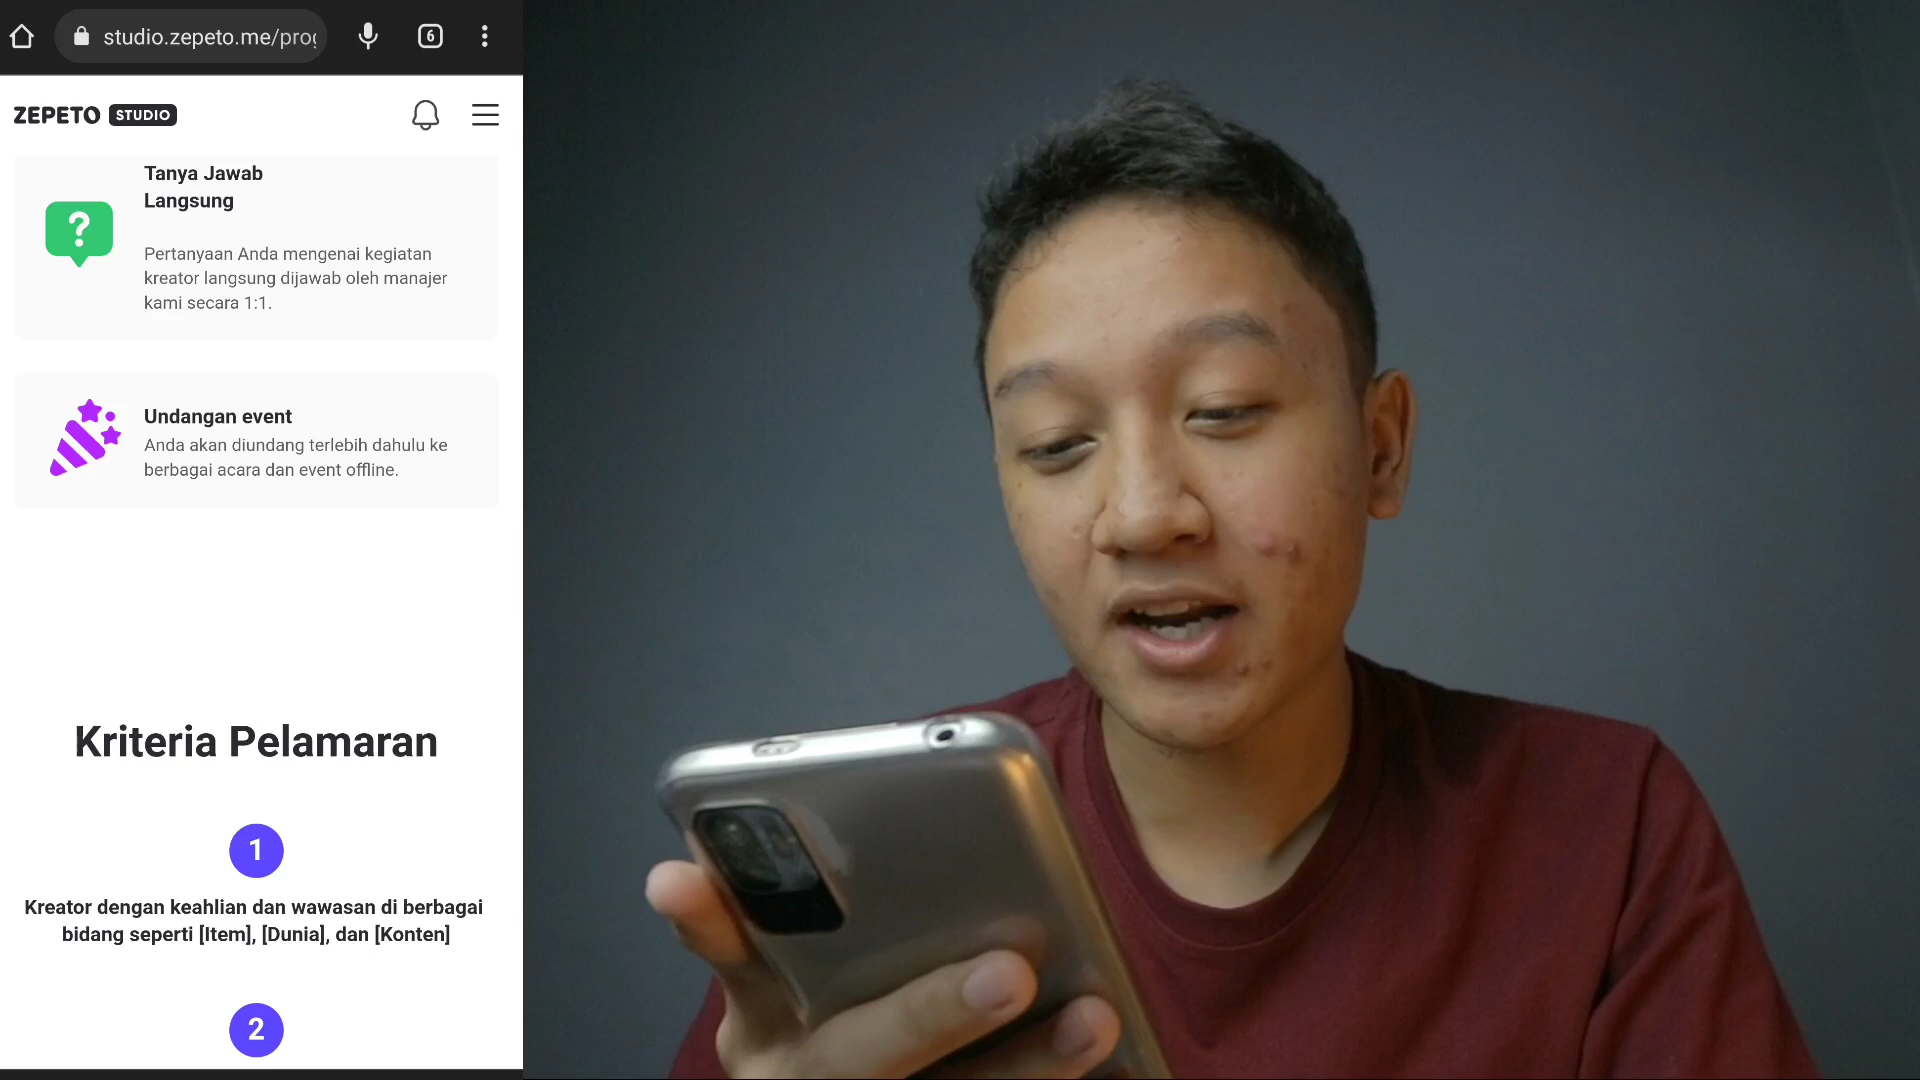 6
studio.zepeto.me/prog
ZEPETO STUDIO
Tanya Jawab
Langsung
?
Pertanyaan Anda mengenai kegiatan
kreator langsung dijawab oleh manajer
kami secara 1:1.
Undangan event
Anda akan diundang terlebih dahulu ke
berbagai acara dan event offline.
Kriteria Pelamaran
1
Kreator dengan keahlian dan wawasan di berbagai
bidang seperti [Item], [Dunia], dan [Konten]
2